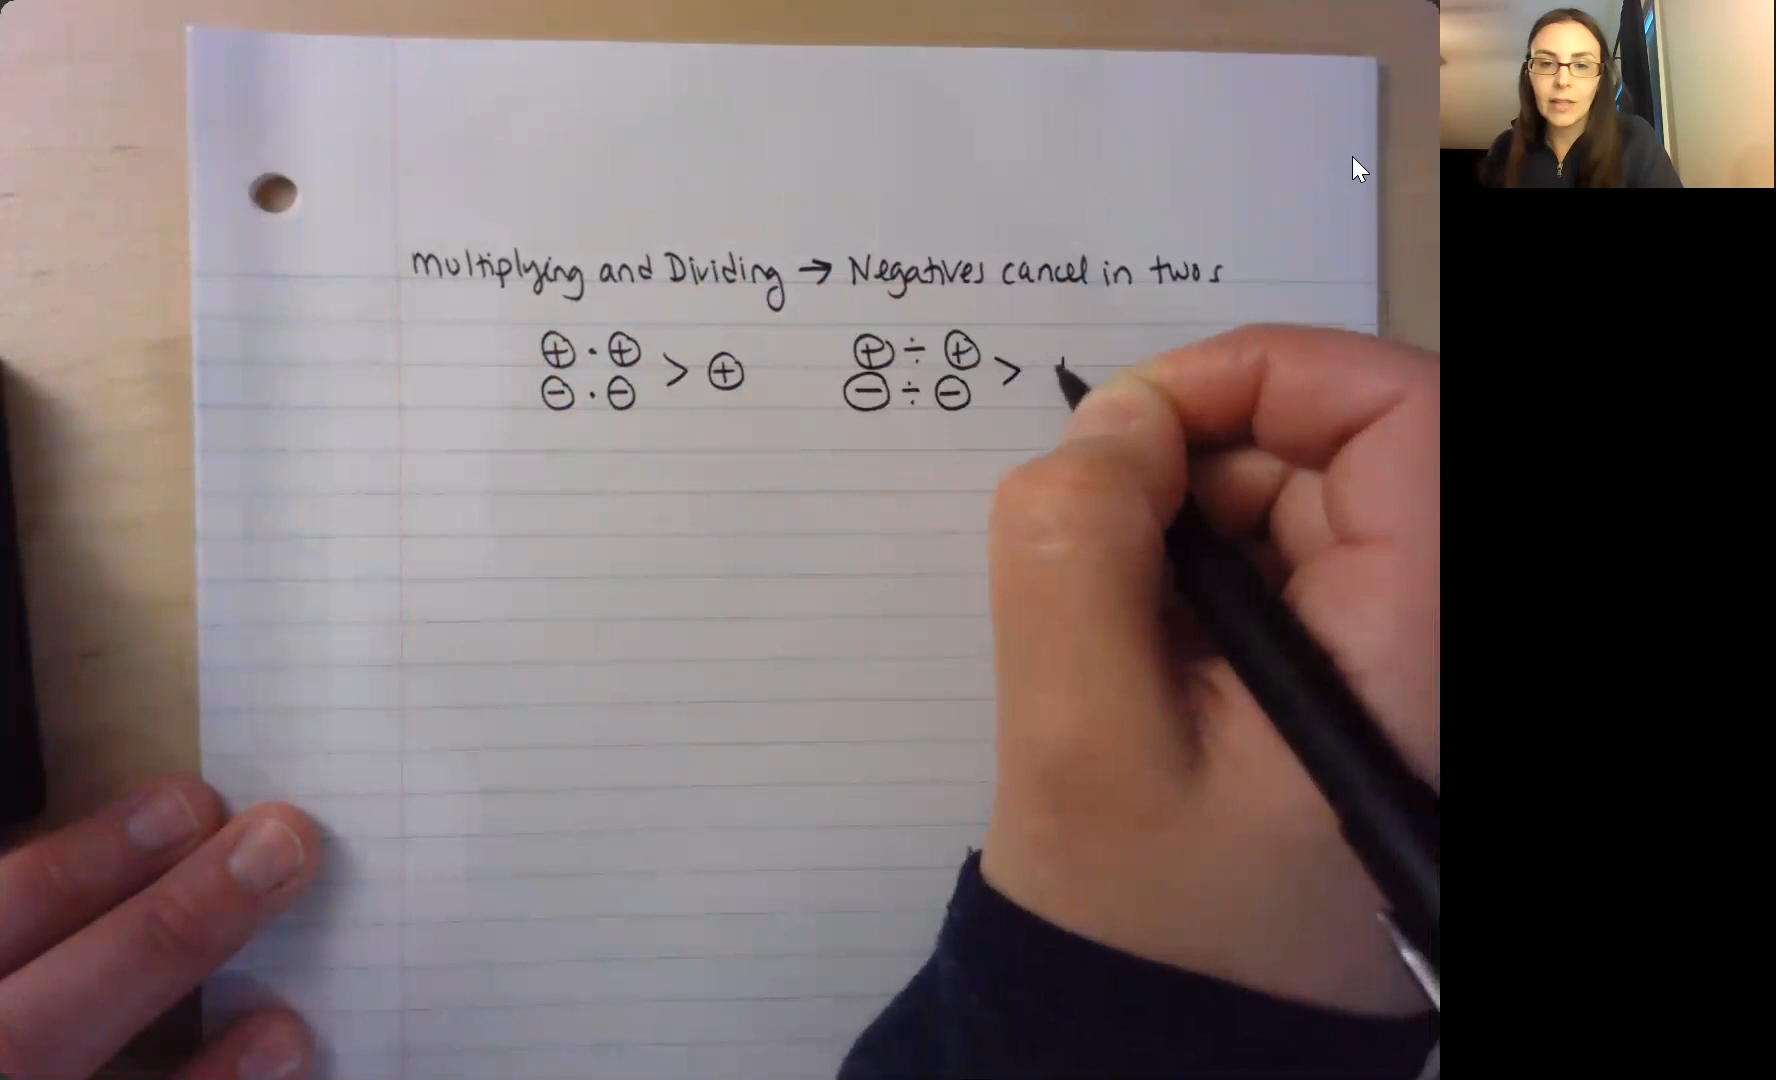 multiplying and Dividing → Negatives cancel in twos
⊕ · ⊕ > ⊕ ⊕ ÷ ⊕ >
⊖ · ⊖ ⊖ ÷ ⊖